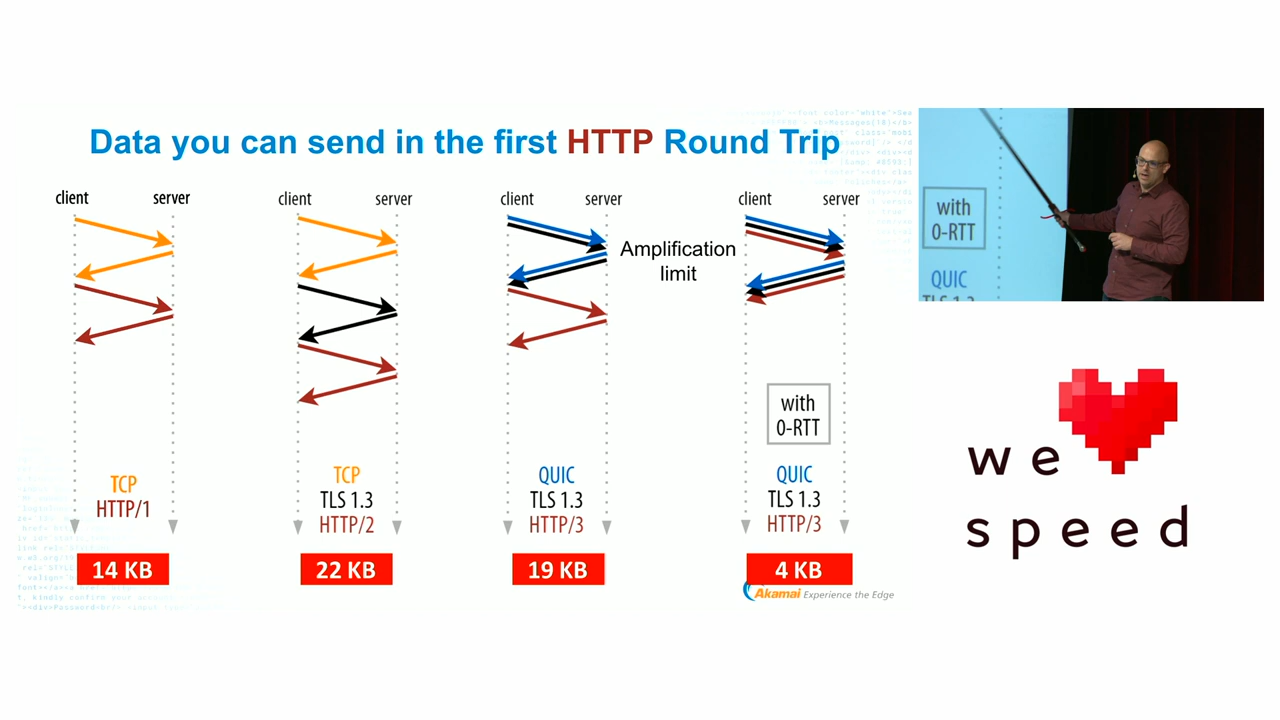 Data you can send in the first HTTP Round Trip
client server
client server
client server
client server
Amplification
limit
with
0-RTT
TCP
HTTP/1
TCP
TLS 1.3
HTTP/2
QUIC
TLS 1.3
HTTP/3
QUIC
TLS 1.3
HTTP/3
14 KB
22 KB
19 KB
4 KB
Akamai Experience the Edge
with
0-RTT
QUIC
TLS 1.3
we
speed